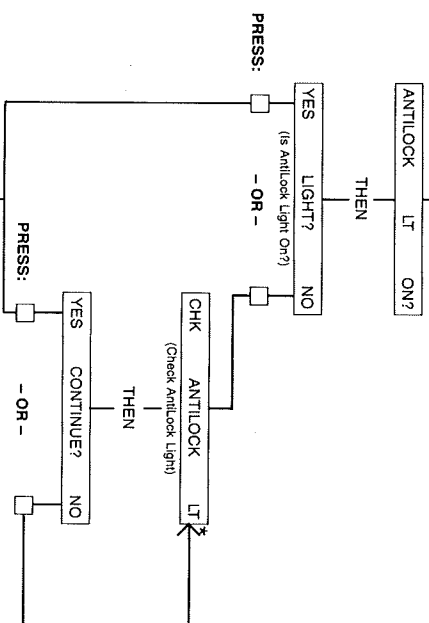 ANTILOCK LT ON?
THEN
YES LIGHT? NO
(Is AntiLock Light On?)
PRESS:
– OR –
CHK ANTILOCK LT*
(Check AntiLock Light)
THEN
YES CONTINUE? NO
PRESS:
– OR –